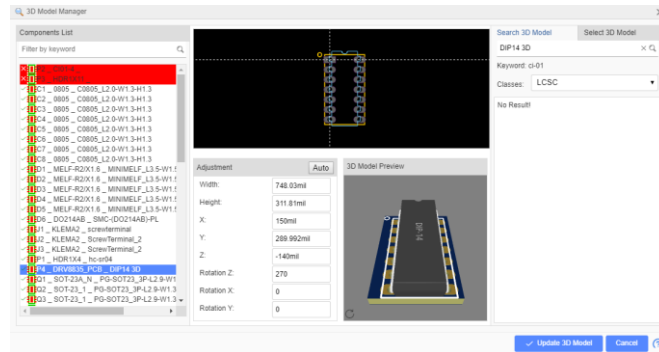 3D Model Manager
Components List
Filter by keyword
C1 _ 0805 _ C0805_L2.0-W1.3-H1.3
C2 _ 0805 _ C0805_L2.0-W1.3-H1.3
C3 _ 0805 _ C0805_L2.0-W1.3-H1.3
C4 _ 0805 _ C0805_L2.0-W1.3-H1.3
C5 _ 0805 _ C0805_L2.0-W1.3-H1.3
C6 _ 0805 _ C0805_L2.0-W1.3-H1.3
C7 _ 0805 _ C0805_L2.0-W1.3-H1.3
C8 _ 0805 _ C0805_L2.0-W1.3-H1.3
D1 _ MELF-R2/X1.6 _ MINIMELF_L3.5-W1.5
D2 _ MELF-R2/X1.6 _ MINIMELF_L3.5-W1.5
D3 _ MELF-R2/X1.6 _ MINIMELF_L3.5-W1.5
D4 _ MELF-R2/X1.6 _ MINIMELF_L3.5-W1.5
D5 _ MELF-R2/X1.6 _ MINIMELF_L3.5-W1.5
D6 _ DO214AB _ SMC-(DO214AB)-PL
J1 _ KLEMA2 _ screwterminal
J2 _ KLEMA2 _ ScrewTerminal_2
J3 _ KLEMA2 _ ScrewTerminal_2
P1 _ HDR1X4 _ hc-sr04
P4 _ DRV8835_PCB _ DIP14 3D
Q1 _ SOT-23A_N _ PG-SOT23_3P-L2.9-W1
Q2 _ SOT-23_1 _ PG-SOT23_3P-L2.9-W1.3
Q3 _ SOT-23_1 _ PG-SOT23_3P-L2.9-W1.3
Adjustment
Auto
Width: 748.03mil
Height: 311.81mil
X: 150mil
Y: 289.992mil
Z: -140mil
Rotation Z: 270
Rotation X: 0
Rotation Y: 0
3D Model Preview
DIP 14
Search 3D Model
Select 3D Model
DIP14 3D
Keyword: ci-01
Classes: LCSC
No Result!
Update 3D Model
Cancel